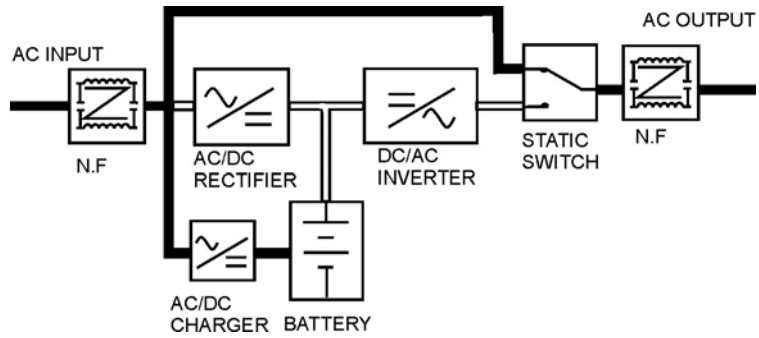 AC OUTPUT
AC INPUT
N.F
AC/DC
RECTIFIER
DC/AC
INVERTER
STATIC
SWITCH
N.F
AC/DC
CHARGER
BATTERY